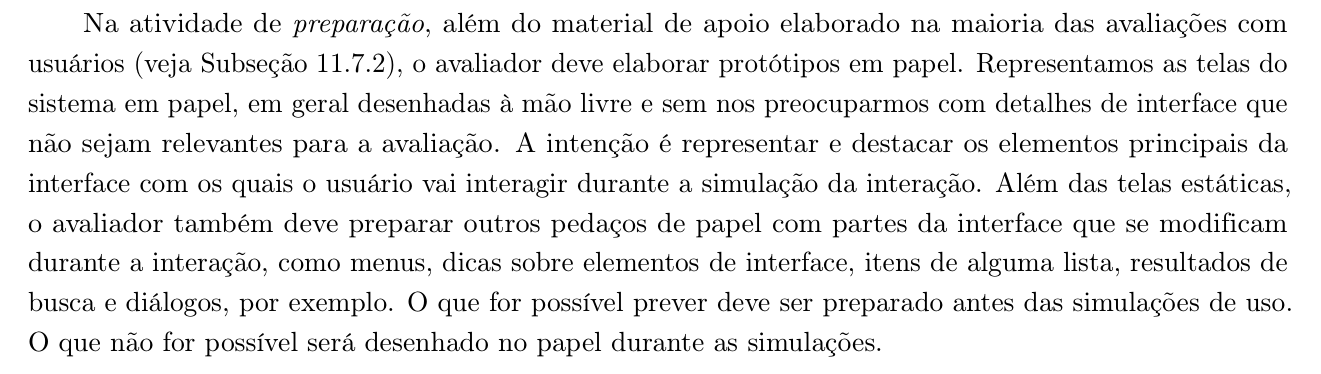 Na atividade de preparação, além do material de apoio elaborado na maioria das avaliações com
usuários (veja Subseção 11.7.2), o avaliador deve elaborar protótipos em papel. Representamos as telas do
sistema em papel, em geral desenhadas à mão livre e sem nos preocuparmos com detalhes de interface que
não sejam relevantes para a avaliação. A intenção é representar e destacar os elementos principais da
interface com os quais o usuário vai interagir durante a simulação da interação. Além das telas estáticas,
o avaliador também deve preparar outros pedaços de papel com partes da interface que se modificam
durante a interação, como menus, dicas sobre elementos de interface, itens de alguma lista, resultados de
busca e diálogos, por exemplo. O que for possível prever deve ser preparado antes das simulações de uso.
O que não for possível será desenhado no papel durante as simulações.